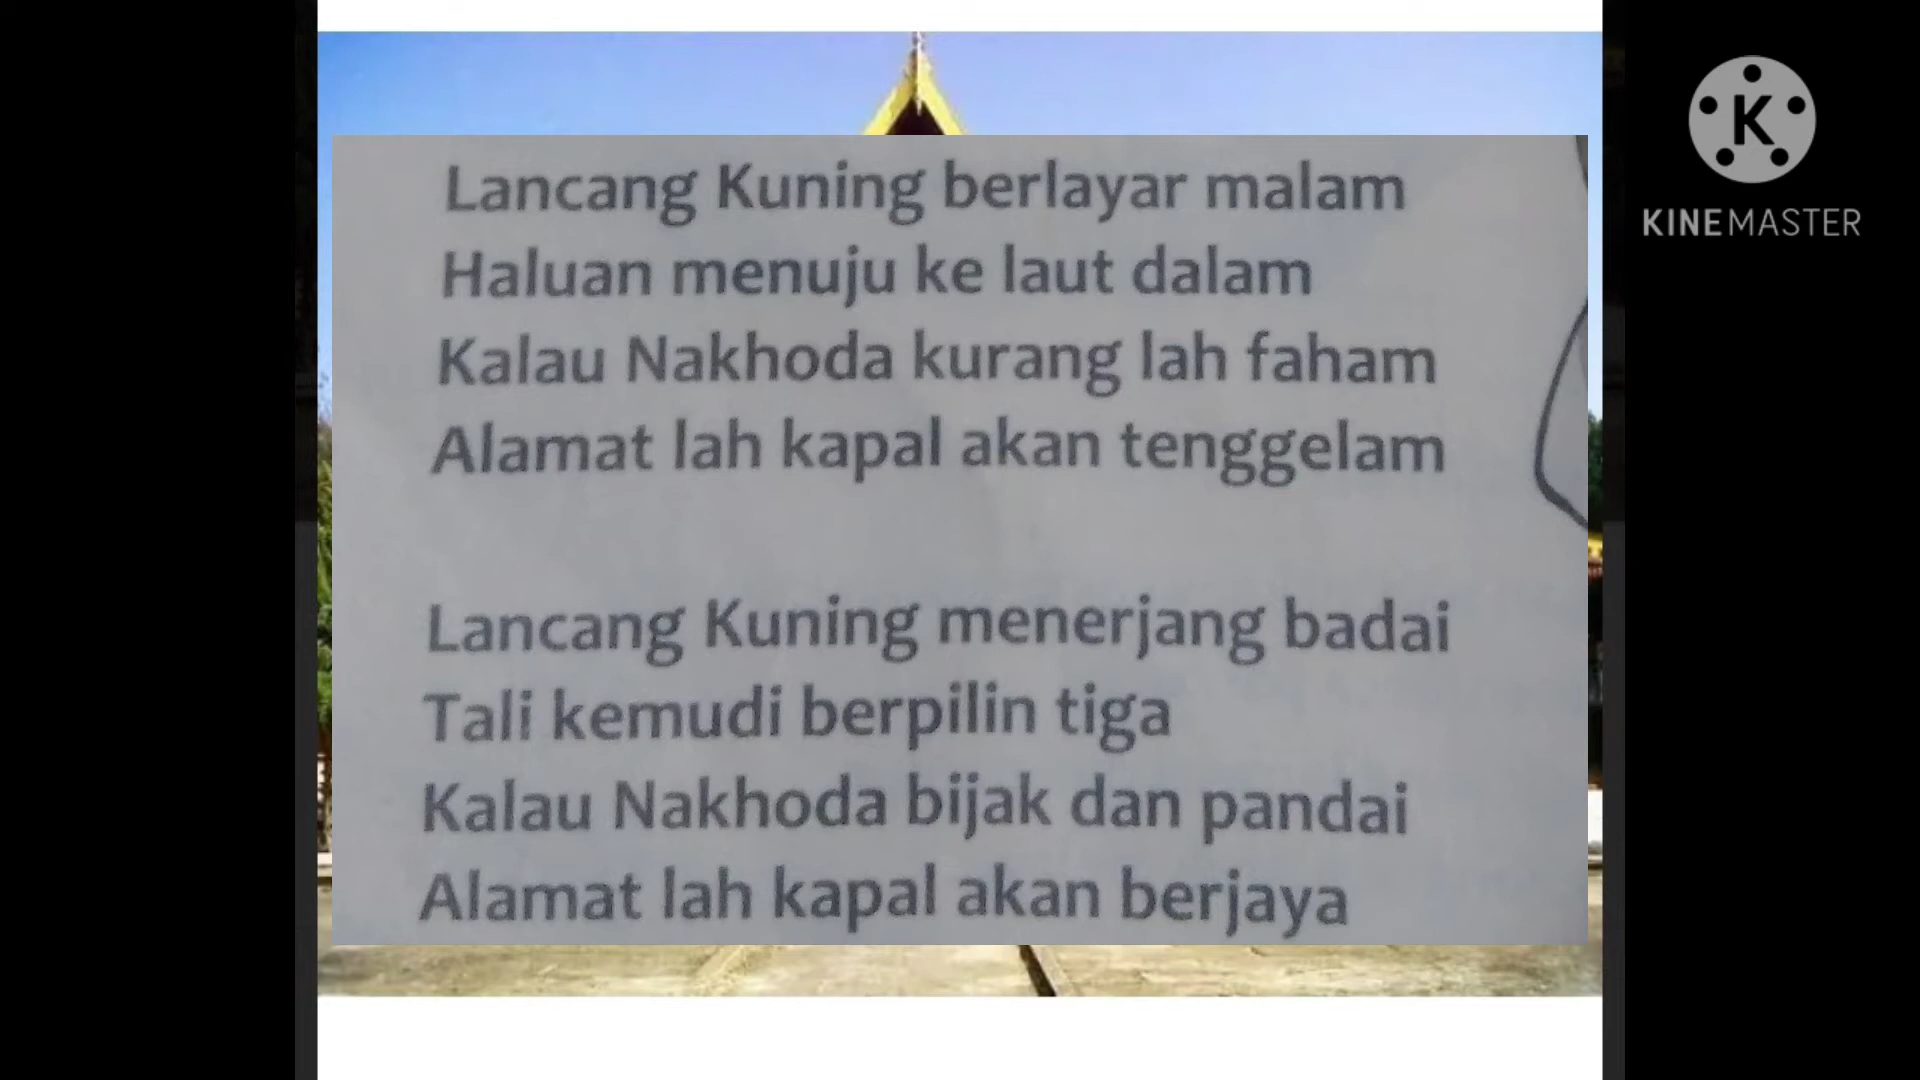 Lancang Kuning berlayar malam
Haluan menuju ke laut dalam
Kalau Nakhoda kurang lah faham
Alamat lah kapal akan tenggelam
Lancang Kuning menerjang badai
Tali kemudi berpilin tiga
Kalau Nakhoda bijak dan pandai
Alamat lah kapal akan berjaya
K
KINEMASTER